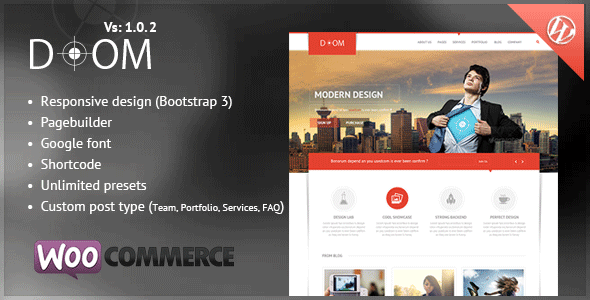 Vs: 1.0.2
DOOM
• Responsive design (Bootstrap 3)
• Pagebuilder
• Google font
• Shortcode
• Unlimited presets
• Custom post type (Team, Portfolio, Services, FAQ)
WOO COMMERCE
ABOUT US PAGES SERVICES PORTFOLIO BLOG COMPANY
MODERN DESIGN
DESIGN LAB
COOL SHOWCASE
STRONG BACKEND
PERFECT DESIGN
FROM BLOG